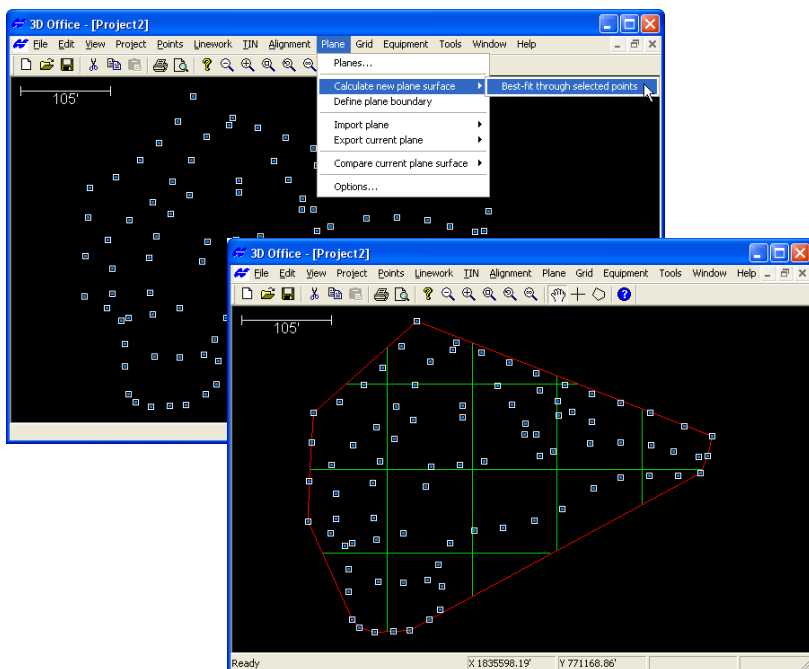 3D Office - [Project2]
File Edit View Project Points Linework TIN Alignment Plane Grid Equipment Tools Window Help
105'
Planes...
Calculate new plane surface
Best-fit through selected points
Define plane boundary
Import plane
Export current plane
Compare current plane surface
Options...
3D Office - [Project2]
File Edit View Project Points Linework TIN Alignment Plane Grid Equipment Tools Window Help
105'
Ready X 1835598.19' Y 771168.86'